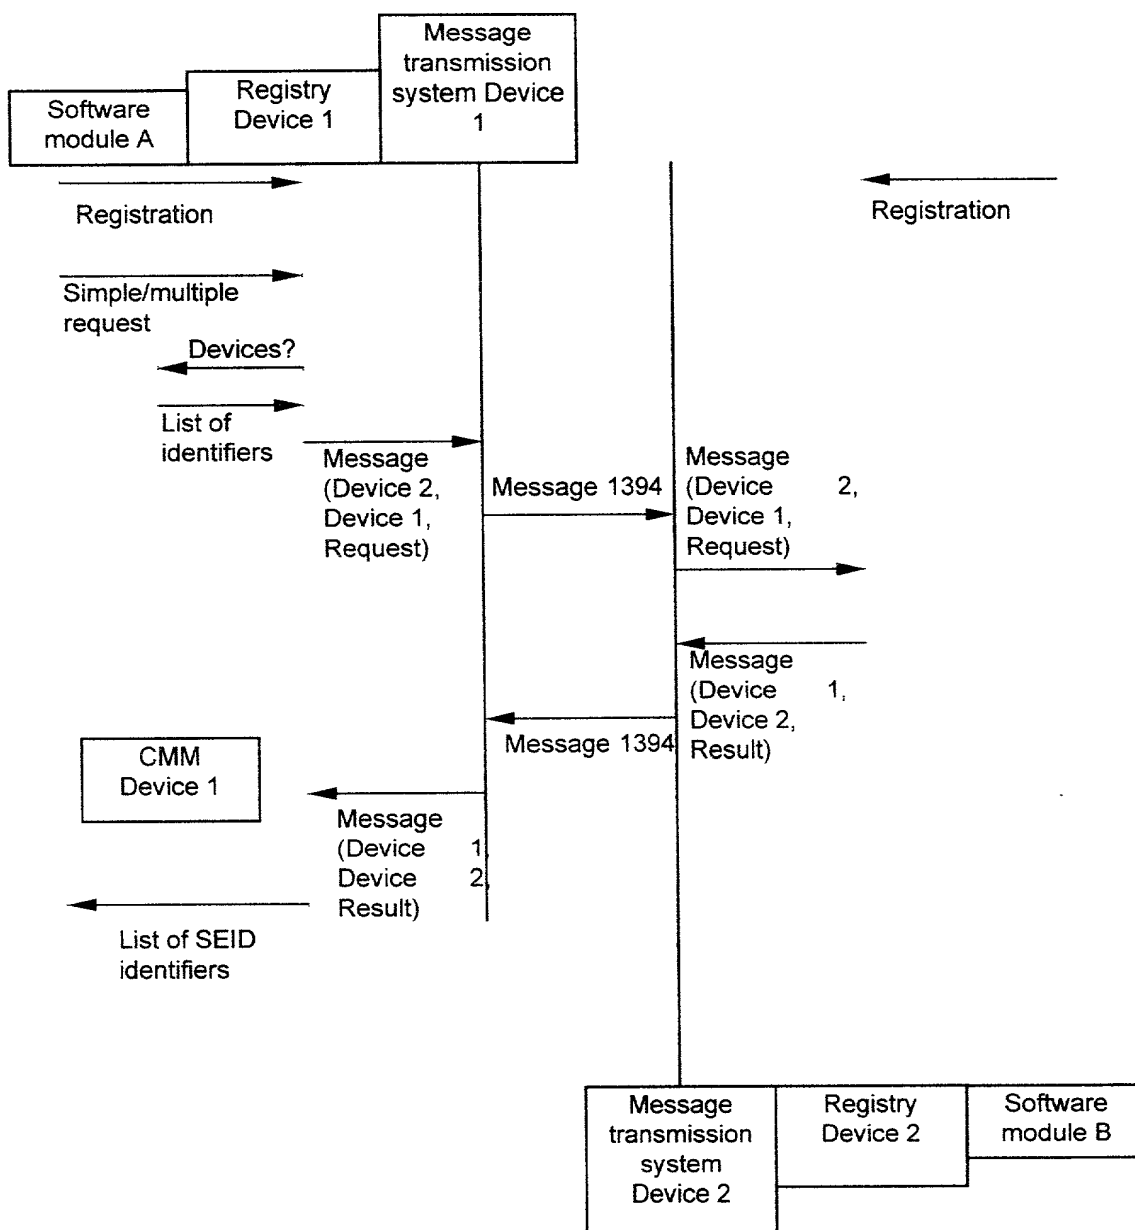 Message
transmission
system Device
1
Registry
Device 1
Software
module A
Registration
Registration
Simple/multiple
request
Devices?
List of
identifiers
Message
(Device 2,
Device 1,
Request)
Message 1394
Message
(Device 2,
Device 1,
Request)
Message
(Device 1,
Device 2,
Result)
Message 1394
CMM
Device 1
Message
(Device 1,
Device 2,
Result)
List of SEID
identifiers
Message
transmission
system
Device 2
Registry
Device 2
Software
module B